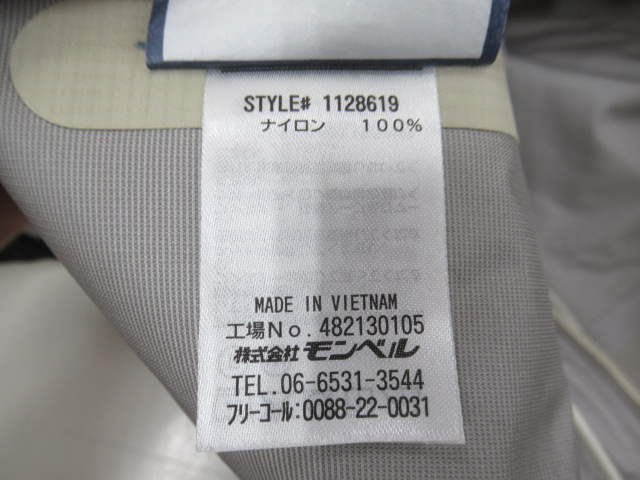 STYLE# 1128619
ナイロン 100%
MADE IN VIETNAM
工場No. 482130105
株式会社 モンベル
TEL.06-6531-3544
フリーコール:0088-22-0031